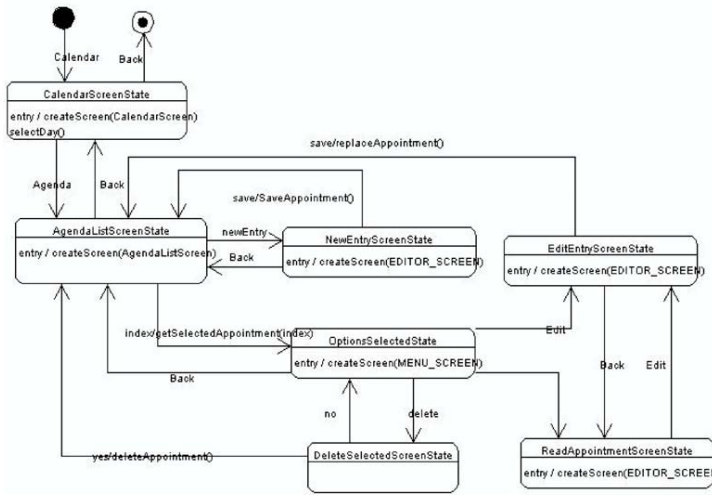 Calendar
Back
CalendarScreenState
entry / createScreen(CalendarScreen)
selectDay()
save/replaceAppointment()
Agenda
Back
save/SaveAppointment()
AgendaListScreenState
entry / createScreen(AgendaListScreen)
newEntry
Back
NewEntryScreenState
entry / createScreen(EDITOR_SCREEN)
EditEntryScreenState
entry / createScreen(EDITOR_SCREEN)
index/getSelectedAppointment(index)
OptionsSelectedState
entry / createScreen(MENU_SCREEN)
Edit
Back
Back
Edit
no
delete
yes/deleteAppointment()
DeleteSelectedScreenState
ReadAppointmentScreenState
entry / createScreen(EDITOR_SCREEN